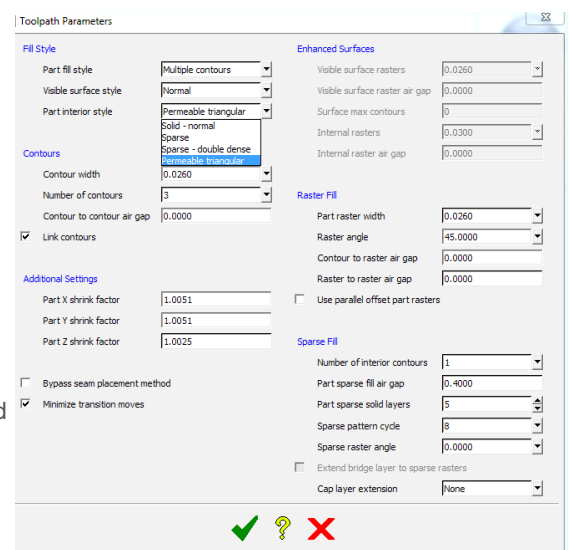 Toolpath Parameters
Fill Style
Part fill style Multiple contours
Visible surface style Normal
Part interior style Permeable triangular
Solid - normal
Sparse
Sparse - double dense
Permeable triangular
Contours
Contour width 0.0260
Number of contours 3
Contour to contour air gap 0.0000
Link contours
Additional Settings
Part X shrink factor 1.0051
Part Y shrink factor 1.0051
Part Z shrink factor 1.0025
Bypass seam placement method
d
Minimize transition moves
Enhanced Surfaces
Visible surface rasters 0.0260
Visible surface raster air gap 0.0000
Surface max contours 0
Internal rasters 0.0300
Internal raster air gap 0.0000
Raster Fill
Part raster width 0.0260
Raster angle 45.0000
Contour to raster air gap 0.0000
Raster to raster air gap 0.0000
Use parallel offset part rasters
Sparse Fill
Number of interior contours 1
Part sparse fill air gap 0.4000
Part sparse solid layers 5
Sparse pattern cycle 8
Sparse raster angle 0.0000
Extend bridge layer to sparse rasters
Cap layer extension None